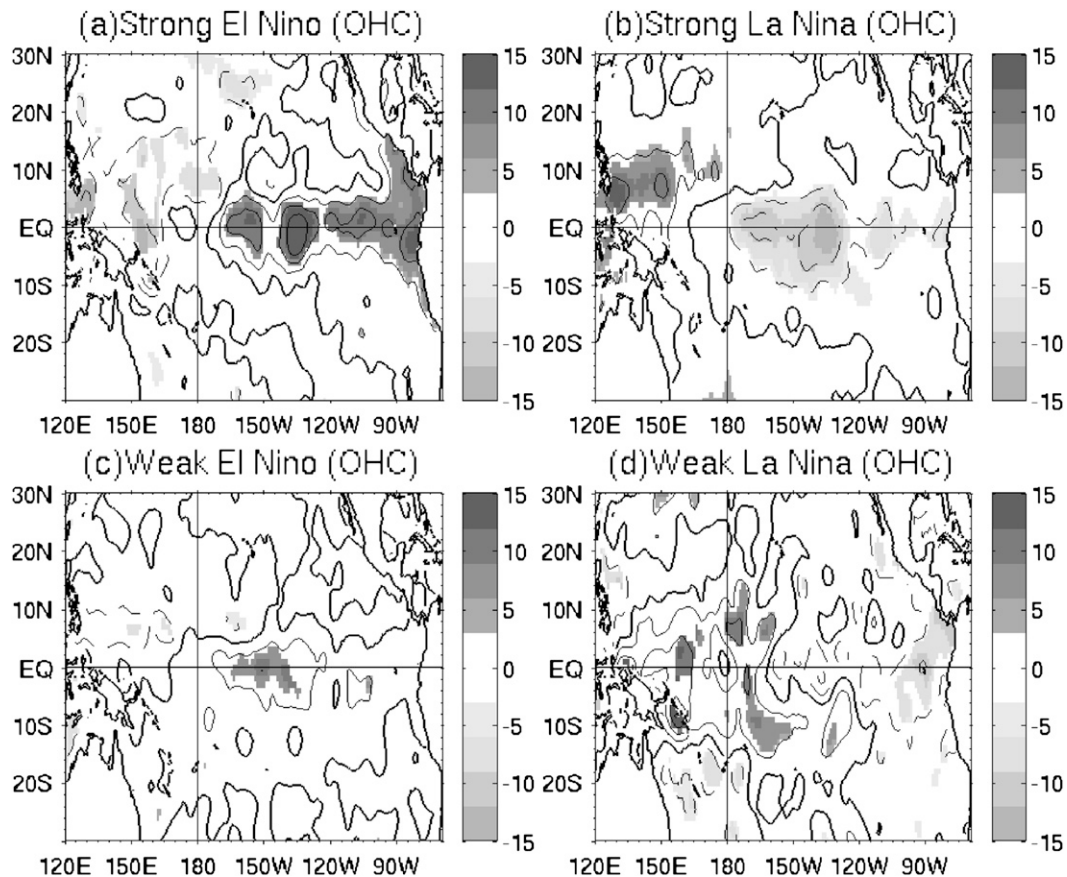 (a)Strong El Nino (OHC)
(b)Strong La Nina (OHC)
30N
20N
10N
EQ
10S
20S
120E 150E 180 150W 120W 90W
15
10
5
0
-5
-10
-15
30N
20N
10N
EQ
10S
20S
120E 150E 180 150W 120W 90W
15
10
5
0
-5
-10
-15
(c)Weak El Nino (OHC)
(d)Weak La Nina (OHC)
30N
20N
10N
EQ
10S
20S
120E 150E 180 150W 120W 90W
15
10
5
0
-5
-10
-15
30N
20N
10N
EQ
10S
20S
120E 150E 180 150W 120W 90W
15
10
5
0
-5
-10
-15